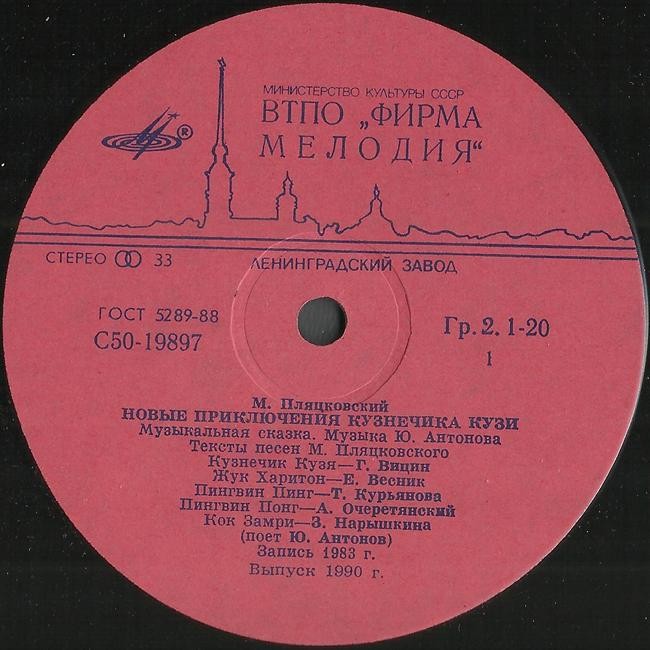 МИНИСТЕРСТВО КУЛЬТУРЫ СССР
ВТПО „ФИРМА
МЕЛОДИЯ“
®
СТЕРЕО 33
ЛЕНИНГРАДСКИЙ ЗАВОД
ГОСТ 5289-88
С50-19897
Гр. 2. 1-20
1
М. Пляцковский
НОВЫЕ ПРИКЛЮЧЕНИЯ КУЗНЕЧИКА КУЗИ
Музыкальная сказка. Музыка Ю. Антонова
Тексты песен М. Пляцковского
Кузнечик Кузя—Г. Вицин
Жук Харитон—Е. Весник
Пингвин Пинг—Т. Курьянова
Пингвин Понг—А. Очеретянский
Кок Замри—З. Нарышкина
(поет Ю. Антонов)
Запись 1983 г.
Выпуск 1990 г.